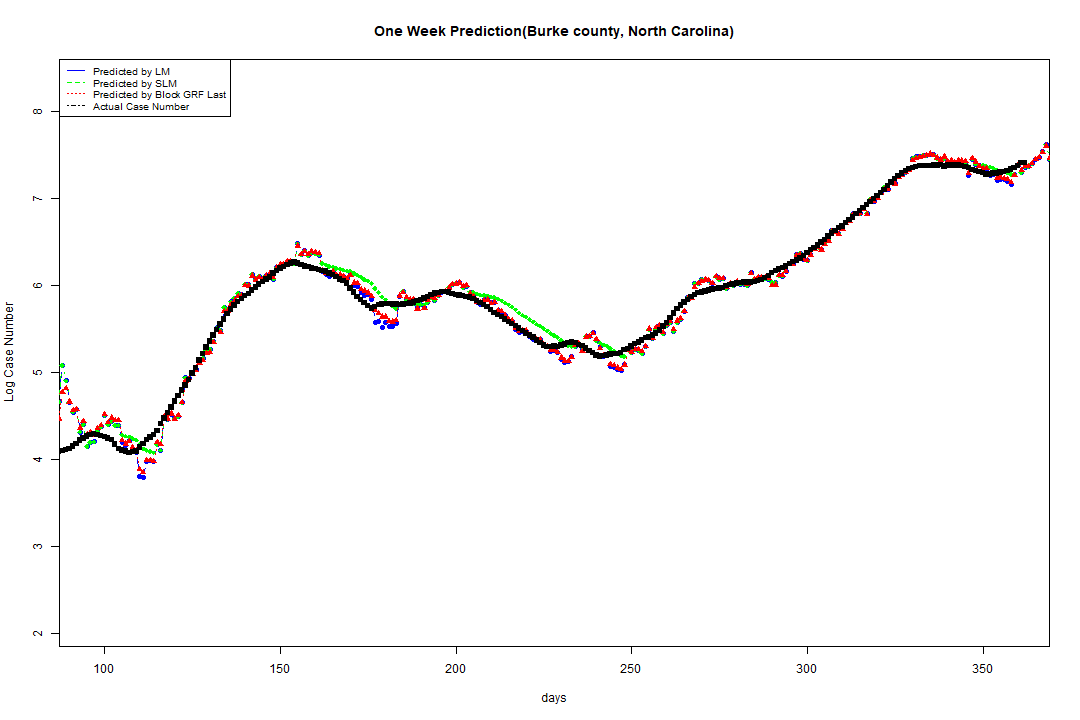 One Week Prediction(Burke county, North Carolina)
Predicted by LM
Predicted by SLM
Predicted by Block GRF Last
Actual Case Number
8
7
6
5
4
3
2
Log Case Number
100 150 200 250 300 350
days